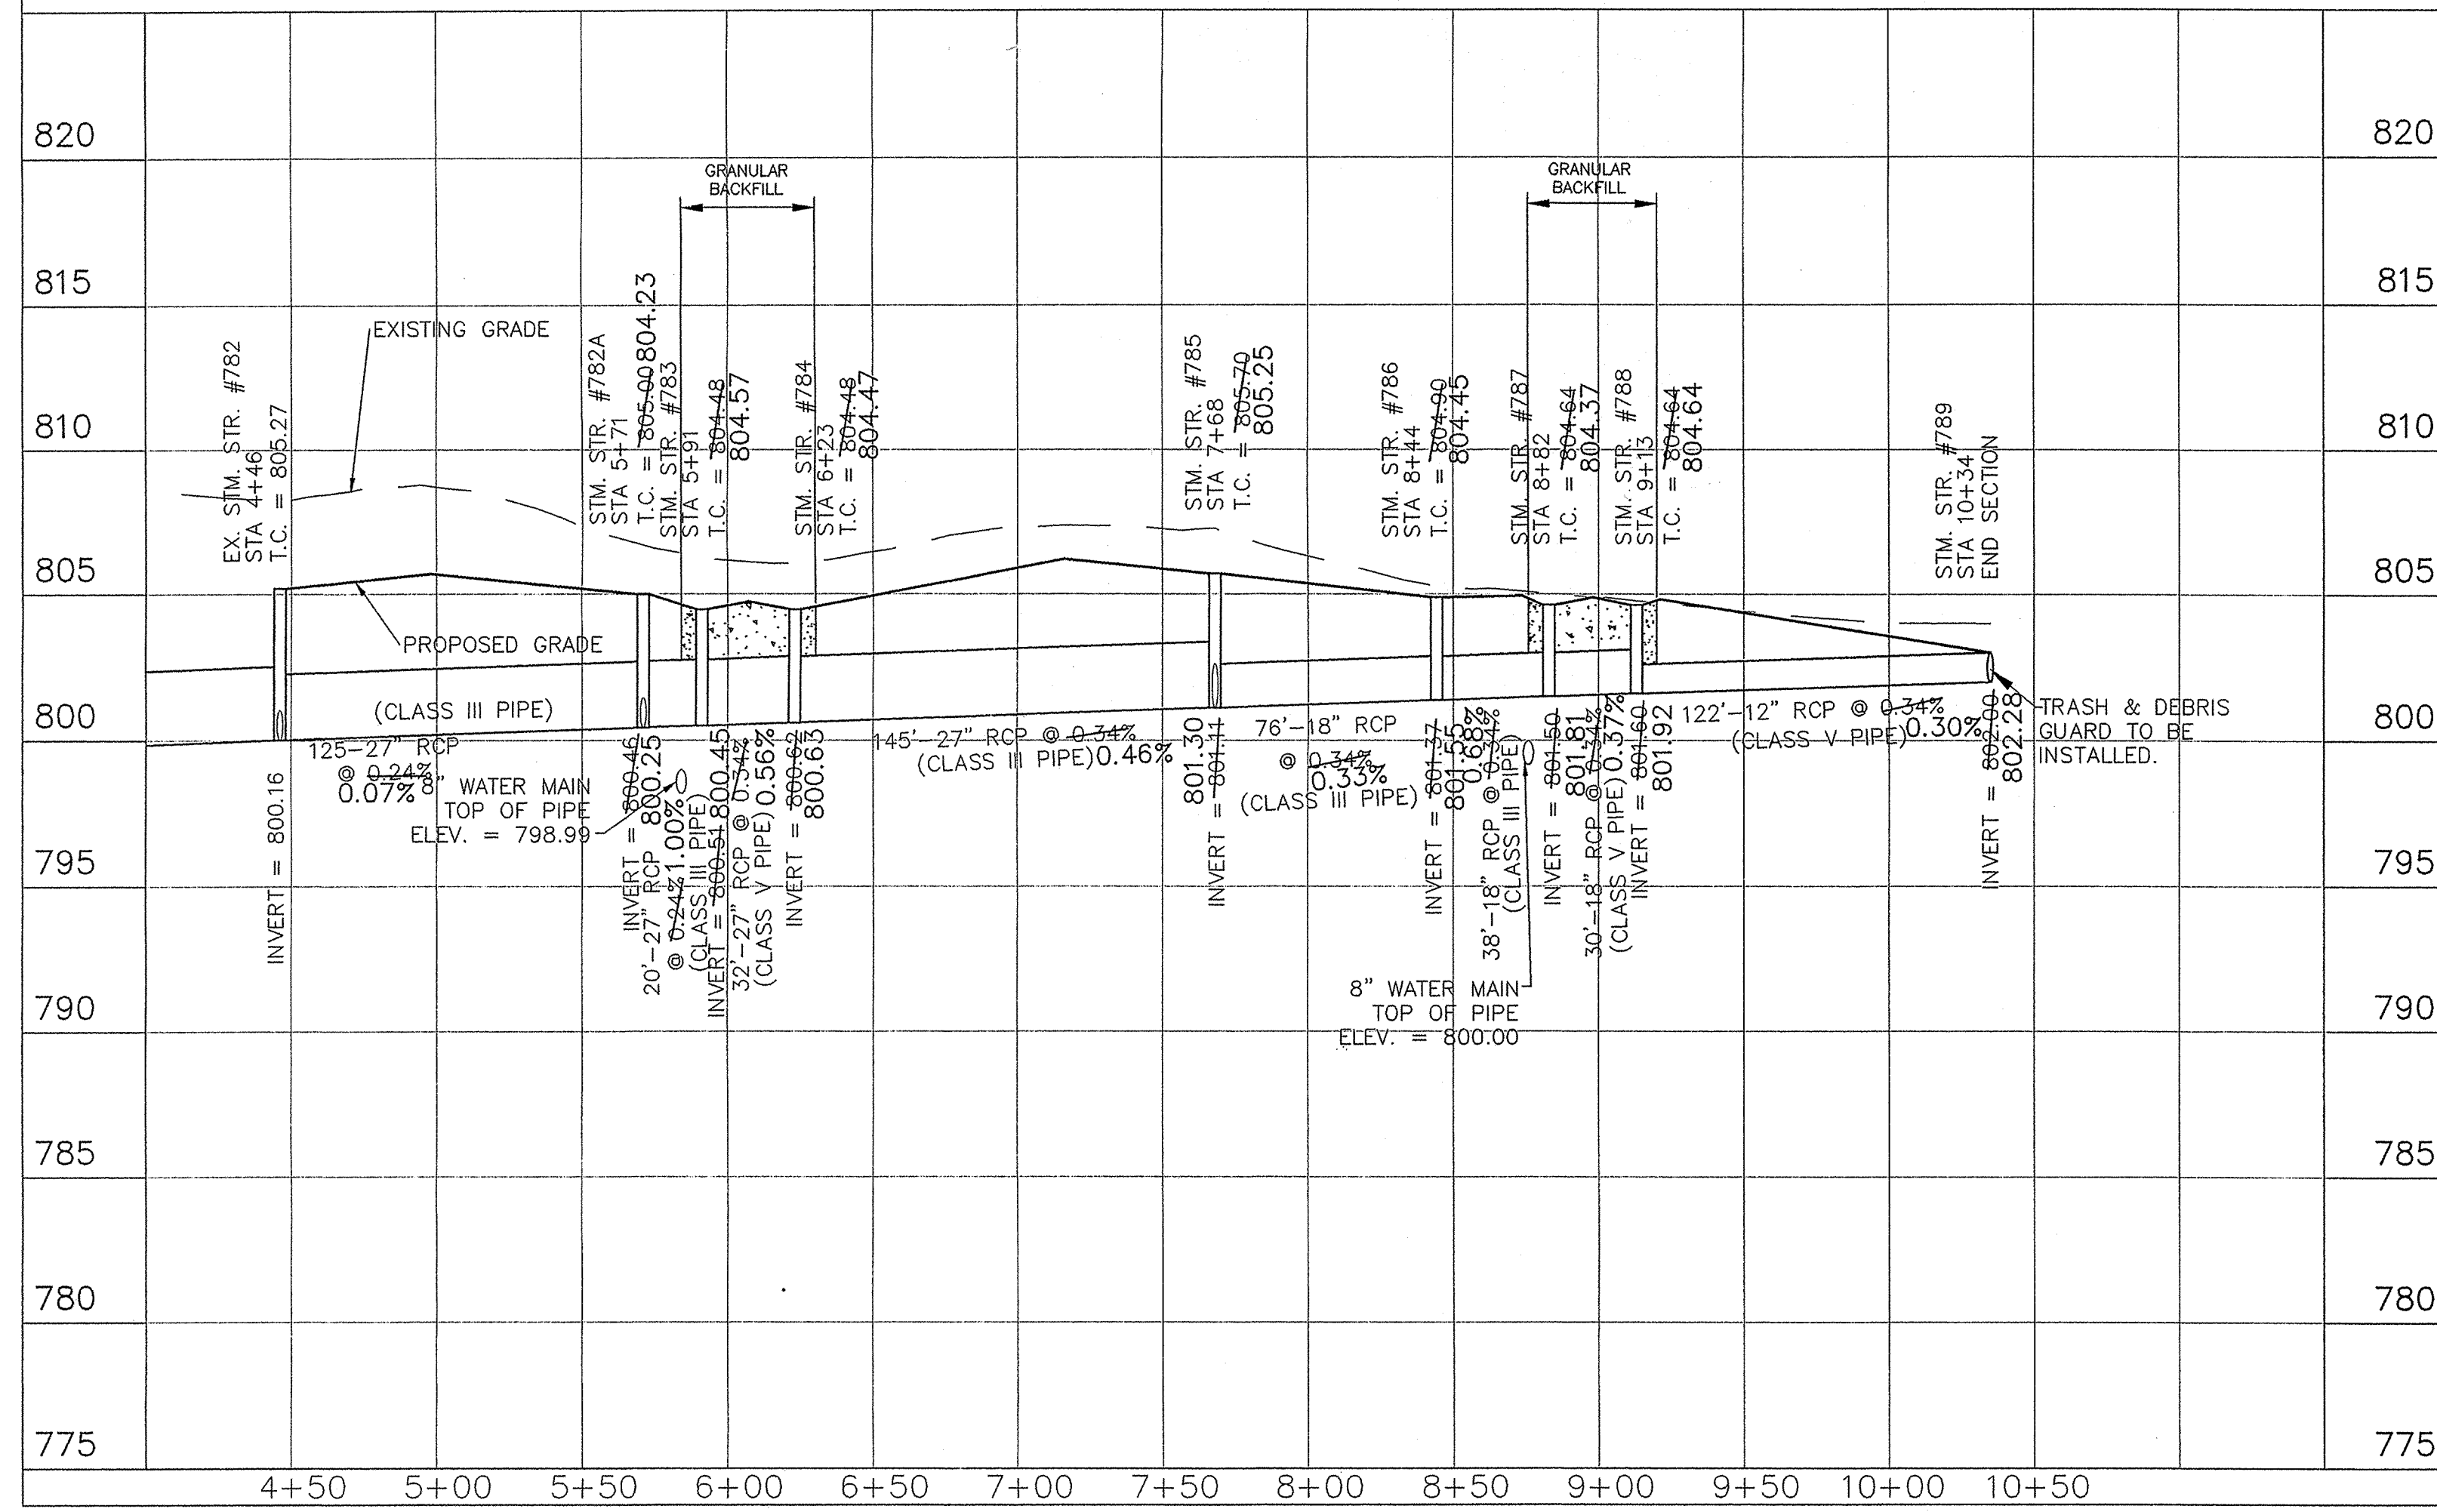 820
820
GRANULAR
BACKFILL
GRANULAR
BACKFILL
815
815
EXISTING GRADE
EX. STM. STR. #782
STA 4+46
T.C. = 805.27
STM. STR. #782A
STA 5+71
T.C. = 805.00 804.23
STM. STR. #783
STA 5+91
T.C. = 804.48
804.57
STM. STR. #784
STA 6+23
T.C. = 804.48
804.47
STM. STR. #785
STA 7+68
T.C. = 805.70
805.25
STM. STR. #786
STA 8+44
T.C. = 804.90
804.45
STM. STR. #787
STA 8+82
T.C. = 804.64
804.37
STM. STR. #788
STA 9+13
T.C. = 804.64
804.64
STM. STR. #789
STA 10+34
END SECTION
810
810
805
805
PROPOSED GRADE
800
800
(CLASS III PIPE)
125-27" RCP
@ 0.24%
0.07%
INVERT = 800.16
8" WATER MAIN
TOP OF PIPE
ELEV. = 798.99
INVERT = 800.46
800.25
20'-27" RCP
@ 0.24% 1.00%
(CLASS III PIPE)
INVERT = 800.51 800.45
32'-27" RCP @ 0.34%
(CLASS V PIPE) 0.56%
INVERT = 800.62
800.63
145'-27" RCP @ 0.34%
(CLASS III PIPE) 0.46%
801.30
INVERT = 801.11
76'-18" RCP
@ 0.34%
0.33%
(CLASS III PIPE)
INVERT = 801.37
801.55
0.68%
38'-18" RCP @ 0.34%
(CLASS III PIPE)
8" WATER MAIN
TOP OF PIPE
ELEV. = 800.00
INVERT = 801.50
801.81
30'-18" RCP @ 0.34%
(CLASS V PIPE) 0.37%
INVERT = 801.60
801.92
122'-12" RCP @ 0.34%
(CLASS V PIPE) 0.30%
INVERT = 802.00
802.28
TRASH & DEBRIS
GUARD TO BE
INSTALLED.
795
795
790
790
785
785
780
780
775
775
4+50 5+00 5+50 6+00 6+50 7+00 7+50 8+00 8+50 9+00 9+50 10+00 10+50